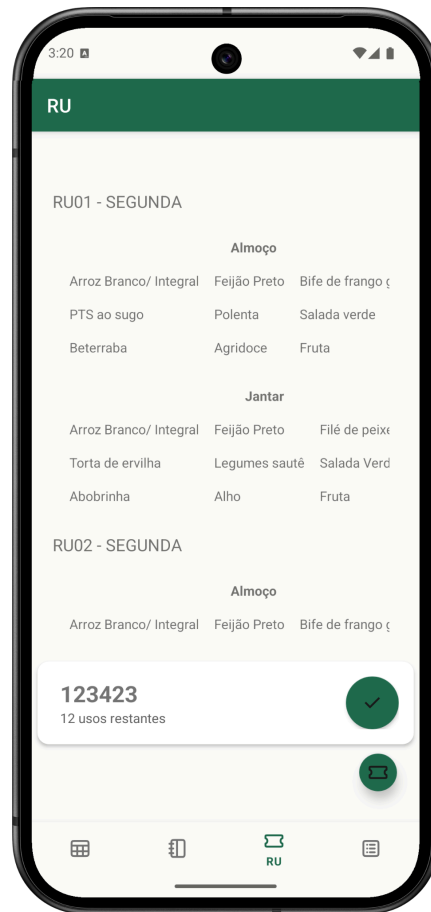 3:20
RU
RU01 - SEGUNDA
Almoço
Arroz Branco/ Integral Feijão Preto Bife de frango g
PTS ao sugo Polenta Salada verde
Beterraba Agridoce Fruta
Jantar
Arroz Branco/ Integral Feijão Preto Filé de peixe
Torta de ervilha Legumes sautê Salada Verd
Abobrinha Alho Fruta
RU02 - SEGUNDA
Almoço
Arroz Branco/ Integral Feijão Preto Bife de frango g
123423
12 usos restantes
RU